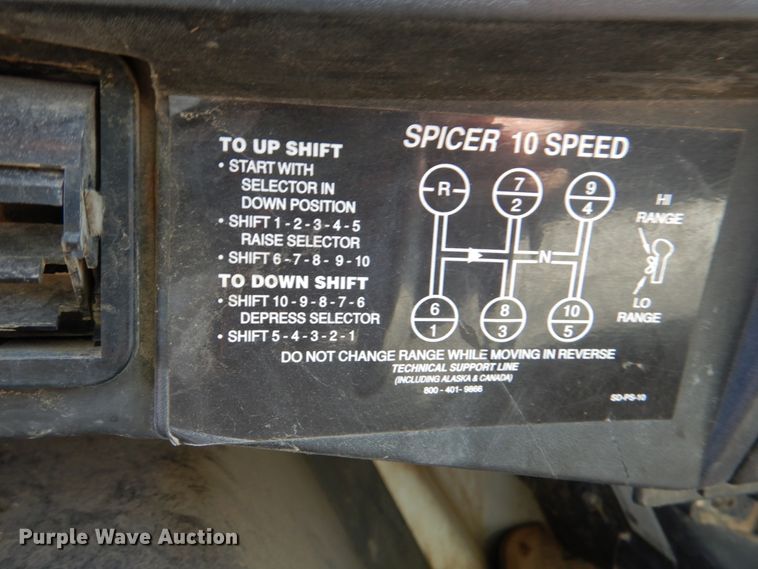 SPICER 10 SPEED
TO UP SHIFT
• START WITH
SELECTOR IN
DOWN POSITION
• SHIFT 1 - 2 - 3 - 4 - 5
RAISE SELECTOR
• SHIFT 6 - 7 - 8 - 9 - 10
TO DOWN SHIFT
• SHIFT 10 - 9 - 8 - 7 - 6
DEPRESS SELECTOR
• SHIFT 5 - 4 - 3 - 2 - 1
R
7
2
9
4
N
6
1
8
3
10
5
HI
RANGE
LO
RANGE
DO NOT CHANGE RANGE WHILE MOVING IN REVERSE
TECHNICAL SUPPORT LINE
(INCLUDING ALASKA & CANADA)
800 - 401 - 9866
SD-PS-10
Purple Wave Auction